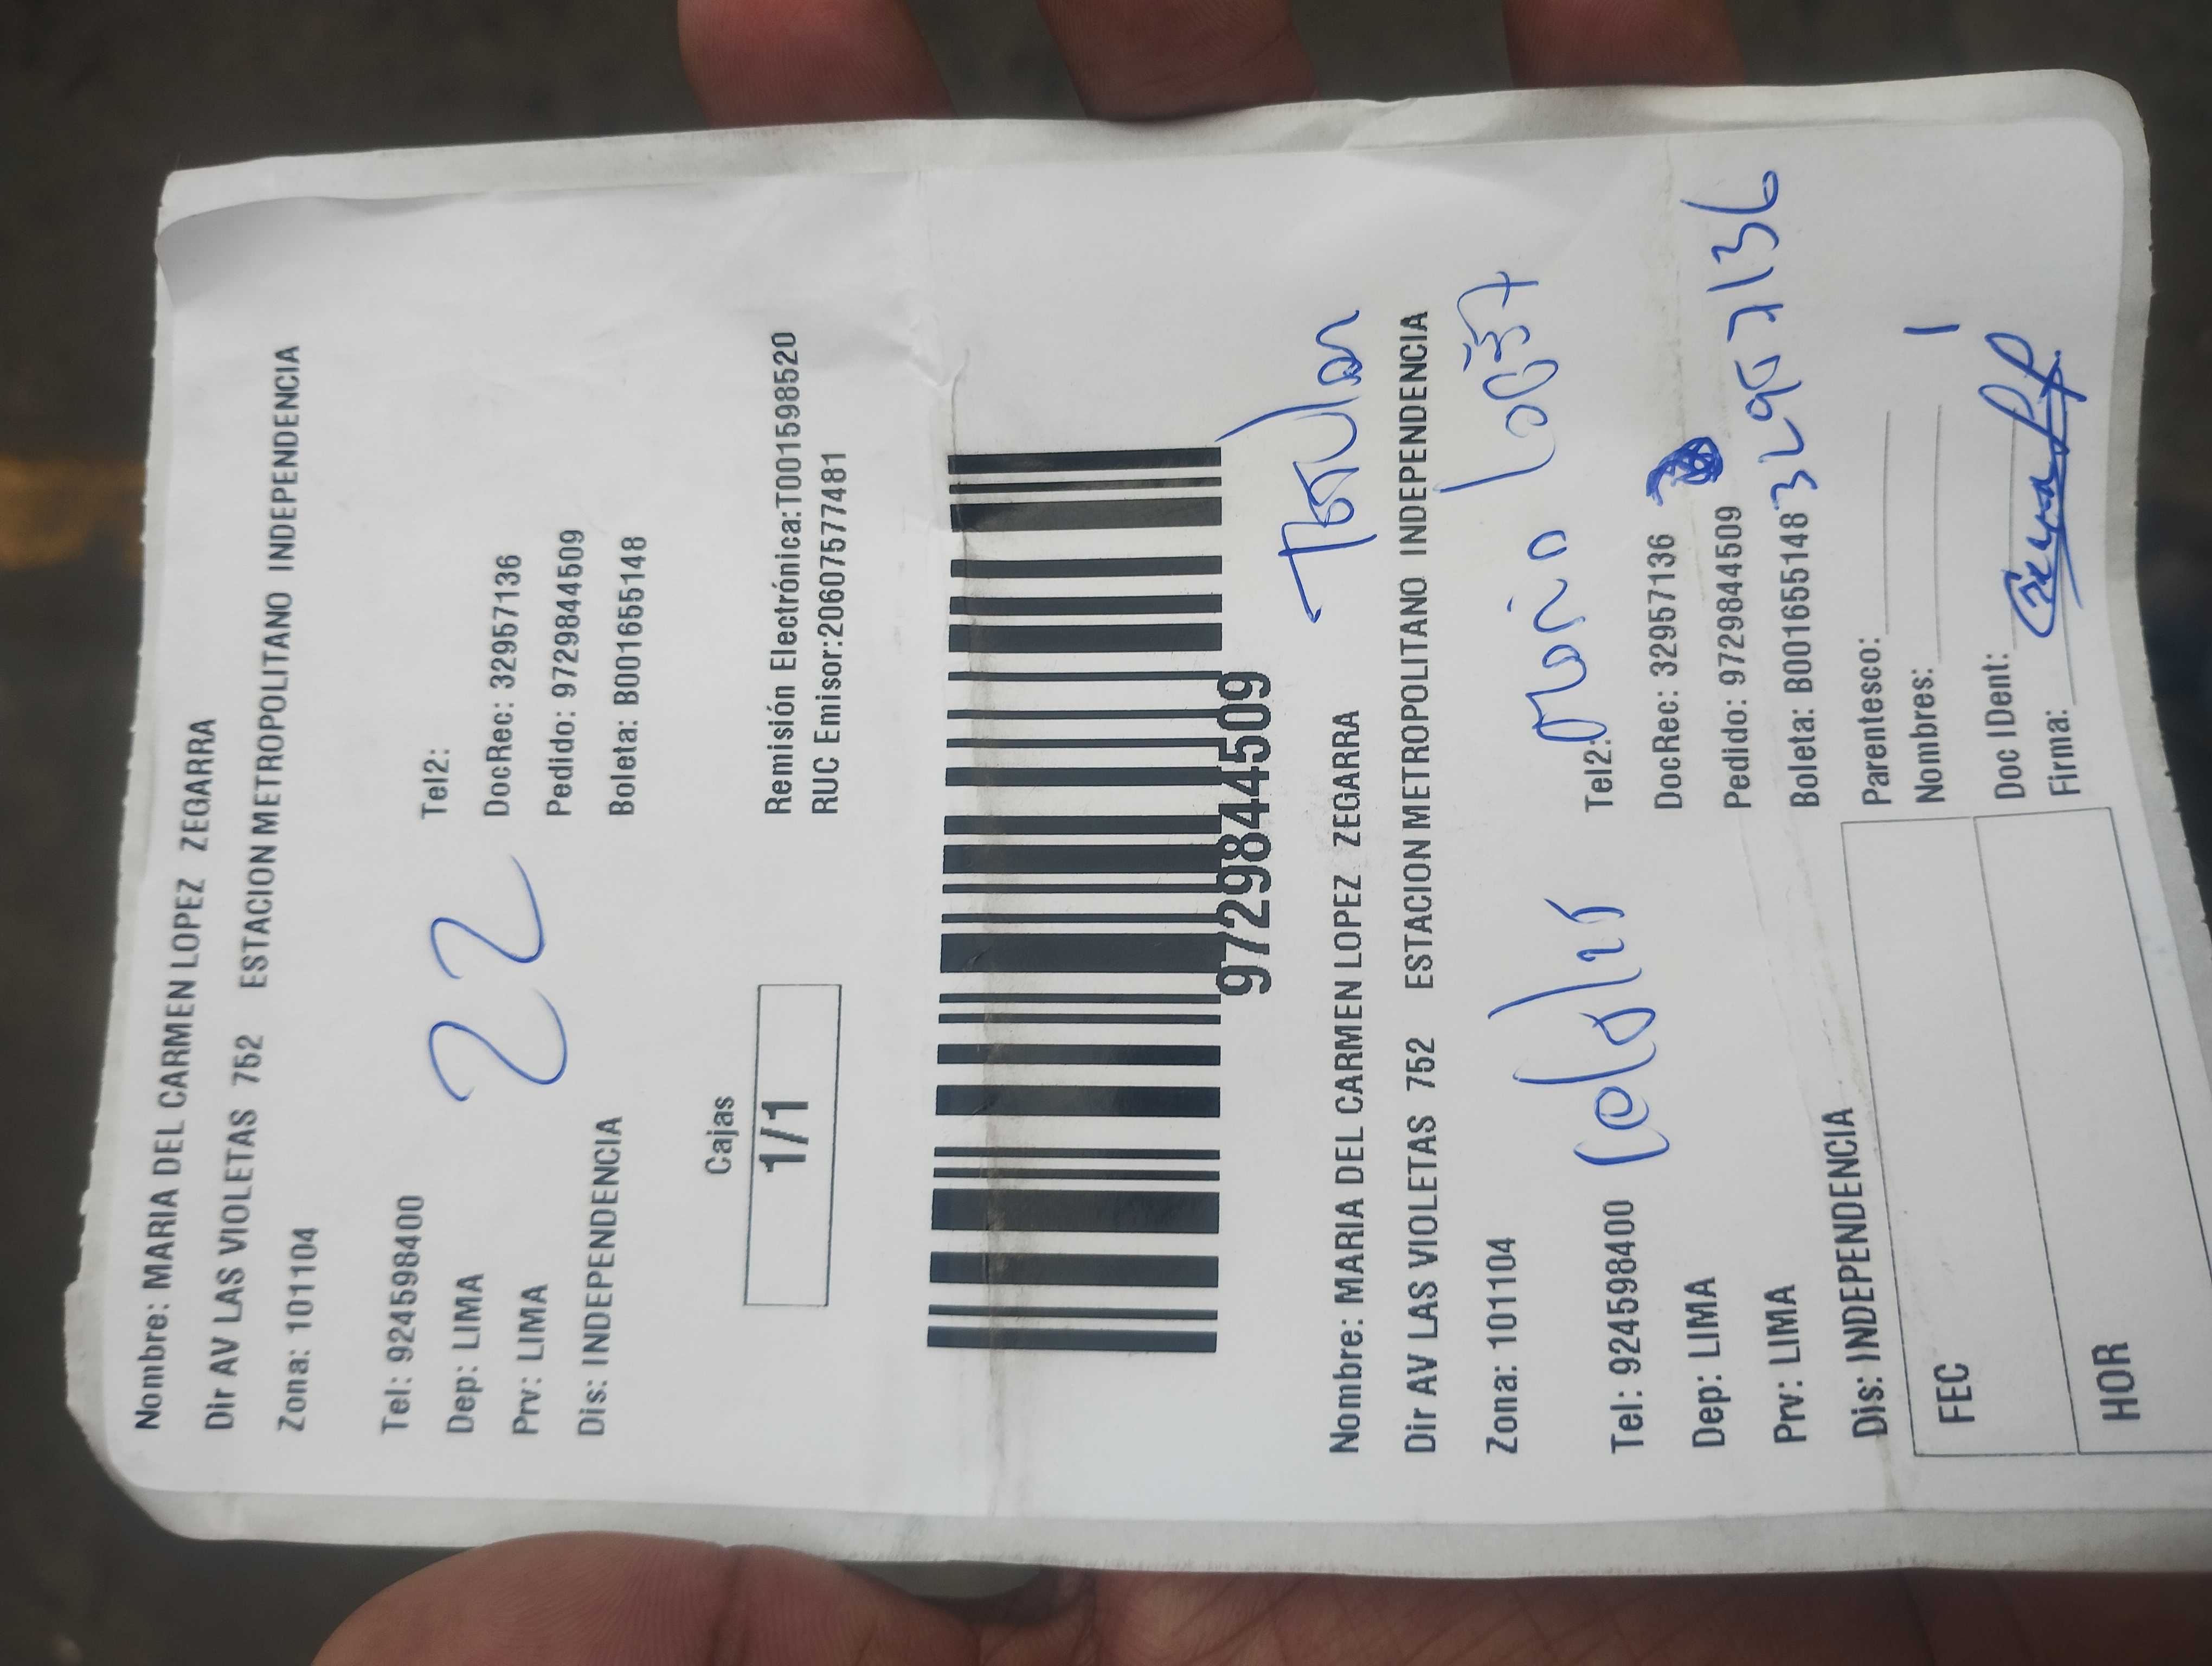 Nombre: MARIA DEL CARMEN LOPEZ ZEGARRA
Dir AV LAS VIOLETAS 752 ESTACION METROPOLITANO INDEPENDENCIA
Zona: 101104
Tel: 924598400 Tel2:
Dep: LIMA DocRec: 32957136
Prv: LIMA Pedido: 9729844509
Dis: INDEPENDENCIA Boleta: B001655148
22
Cajas
1/1
Remisión Electrónica:T001598520
RUC Emisor:20607577481
9729844509
Titular
Nombre: MARIA DEL CARMEN LOPEZ ZEGARRA
Dir AV LAS VIOLETAS 752 ESTACION METROPOLITANO INDEPENDENCIA
Zona: 101104
Tel: 924598400 Tel2:
Dep: LIMA DocRec: 32957136
Prv: LIMA Pedido: 9729844509
Dis: INDEPENDENCIA Boleta: B001655148
32957136
Parentesco:
Nombres:
FEC
Doc IDent:
Firma:
HOR